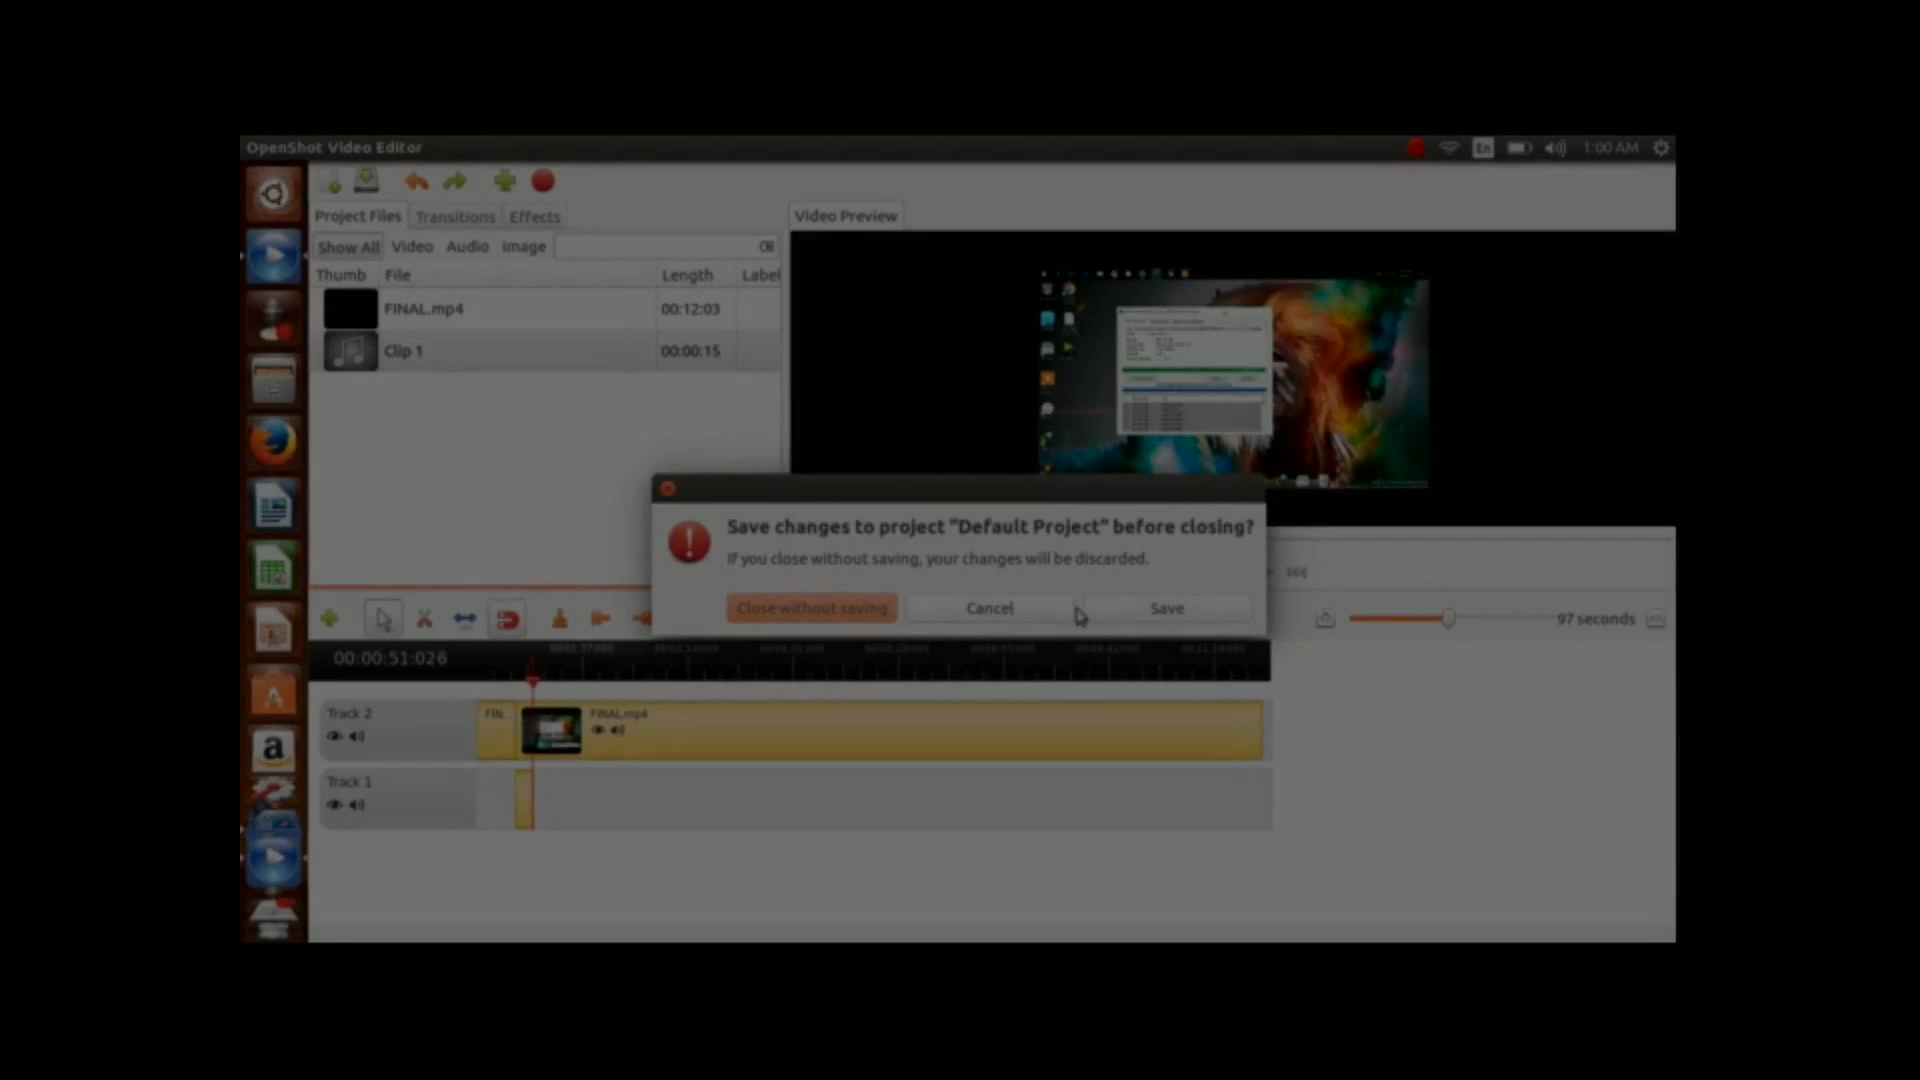 OpenShot Video Editor
En
1:00 AM
Project Files
Transitions
Effects
Video Preview
Show All
Video
Audio
Image
Thumb
File
Length
Label
FINAL.mp4
00:12:03
Clip 1
00:00:15
Save changes to project "Default Project" before closing?
If you close without saving, your changes will be discarded.
Close without saving
Cancel
Save
97 seconds
00:00:51:026
Track 2
FIN...
FINAL.mp4
Track 1